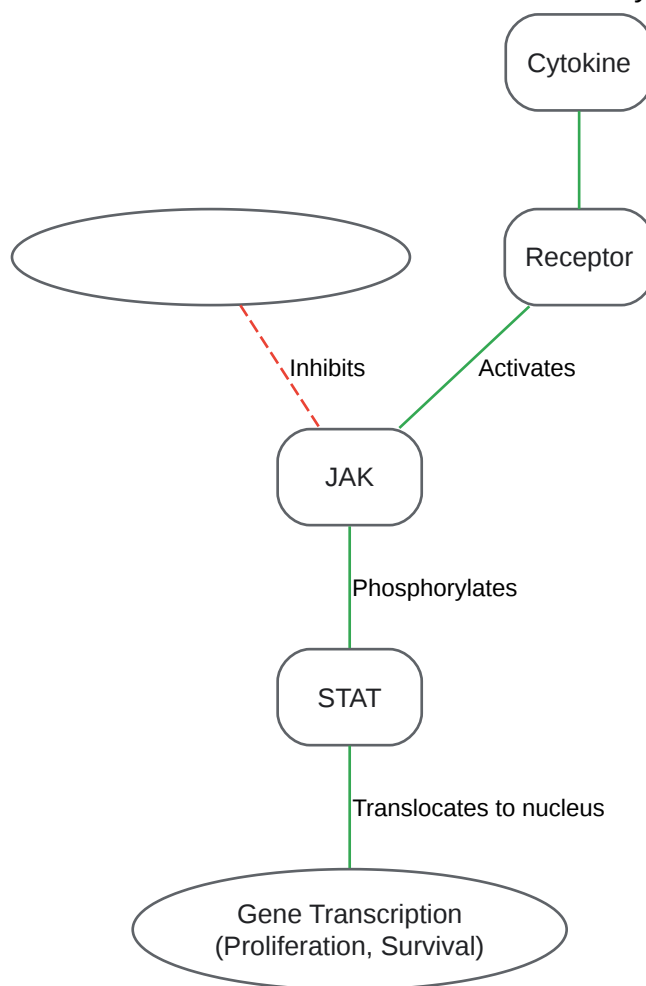 Cytokine
Receptor
Inhibits
Activates
JAK
Phosphorylates
STAT
Translocates to nucleus
Gene Transcription
(Proliferation, Survival)